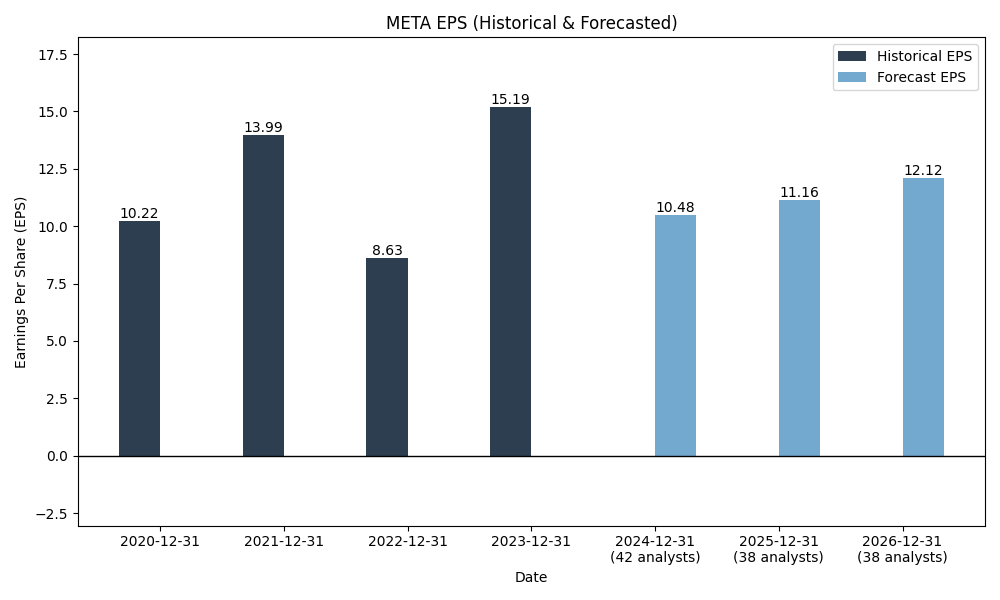 META EPS (Historical & Forecasted)
Historical EPS
Forecast EPS
Earnings Per Share (EPS)
17.5
15.0
12.5
10.0
7.5
5.0
2.5
0.0
−2.5
10.22
13.99
8.63
15.19
10.48
11.16
12.12
2020-12-31
2021-12-31
2022-12-31
2023-12-31
2024-12-31
(42 analysts)
2025-12-31
(38 analysts)
2026-12-31
(38 analysts)
Date